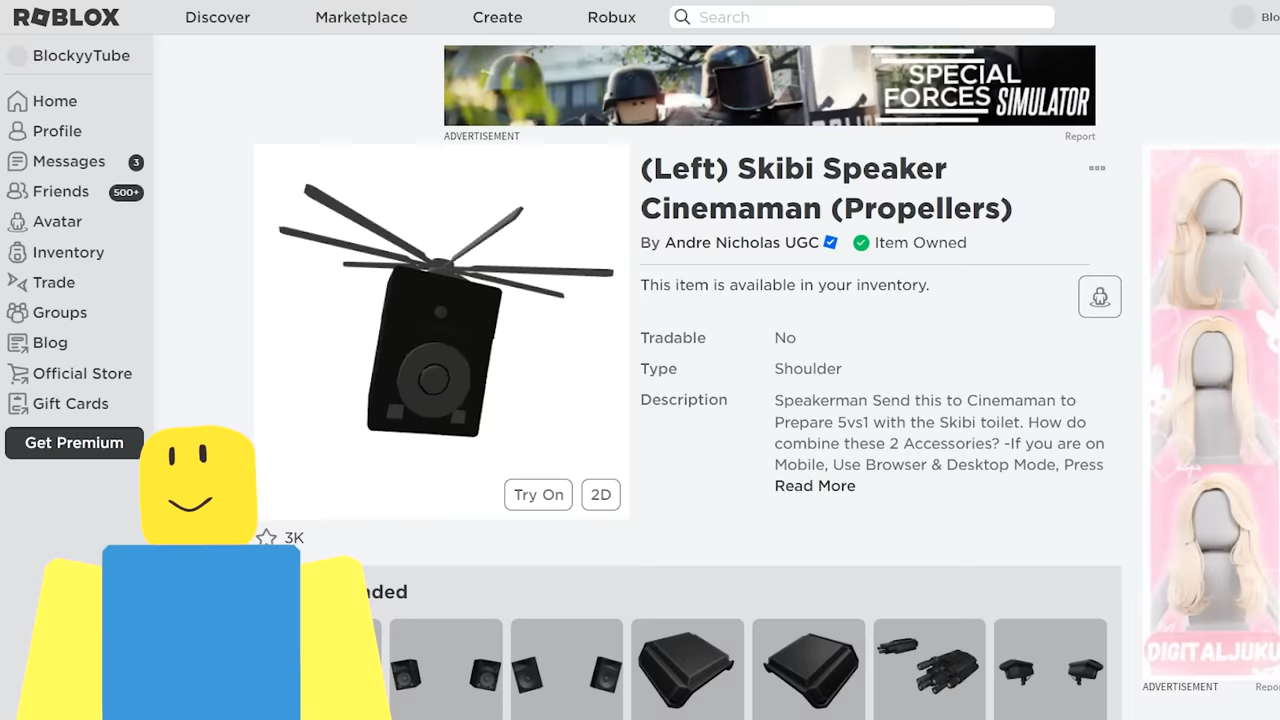 ROBLOX
Discover
Marketplace
Create
Robux
Search
Blo
BlockyyTube
Home
Profile
Messages
3
Friends
500+
Avatar
Inventory
Trade
Groups
Blog
Official Store
Gift Cards
Get Premium
SPECIAL
FORCES SIMULATOR
ADVERTISEMENT
Report
(Left) Skibi Speaker
Cinemaman (Propellers)
By Andre Nicholas UGC
Item Owned
This item is available in your inventory.
Tradable No
Type Shoulder
Description Speakerman Send this to Cinemaman to
Prepare 5vs1 with the Skibi toilet. How do
combine these 2 Accessories? -If you are on
Mobile, Use Browser & Desktop Mode, Press
Read More
Try On
2D
3K
nded
DIGITALJUKU
ADVERTISEMENT
Repor